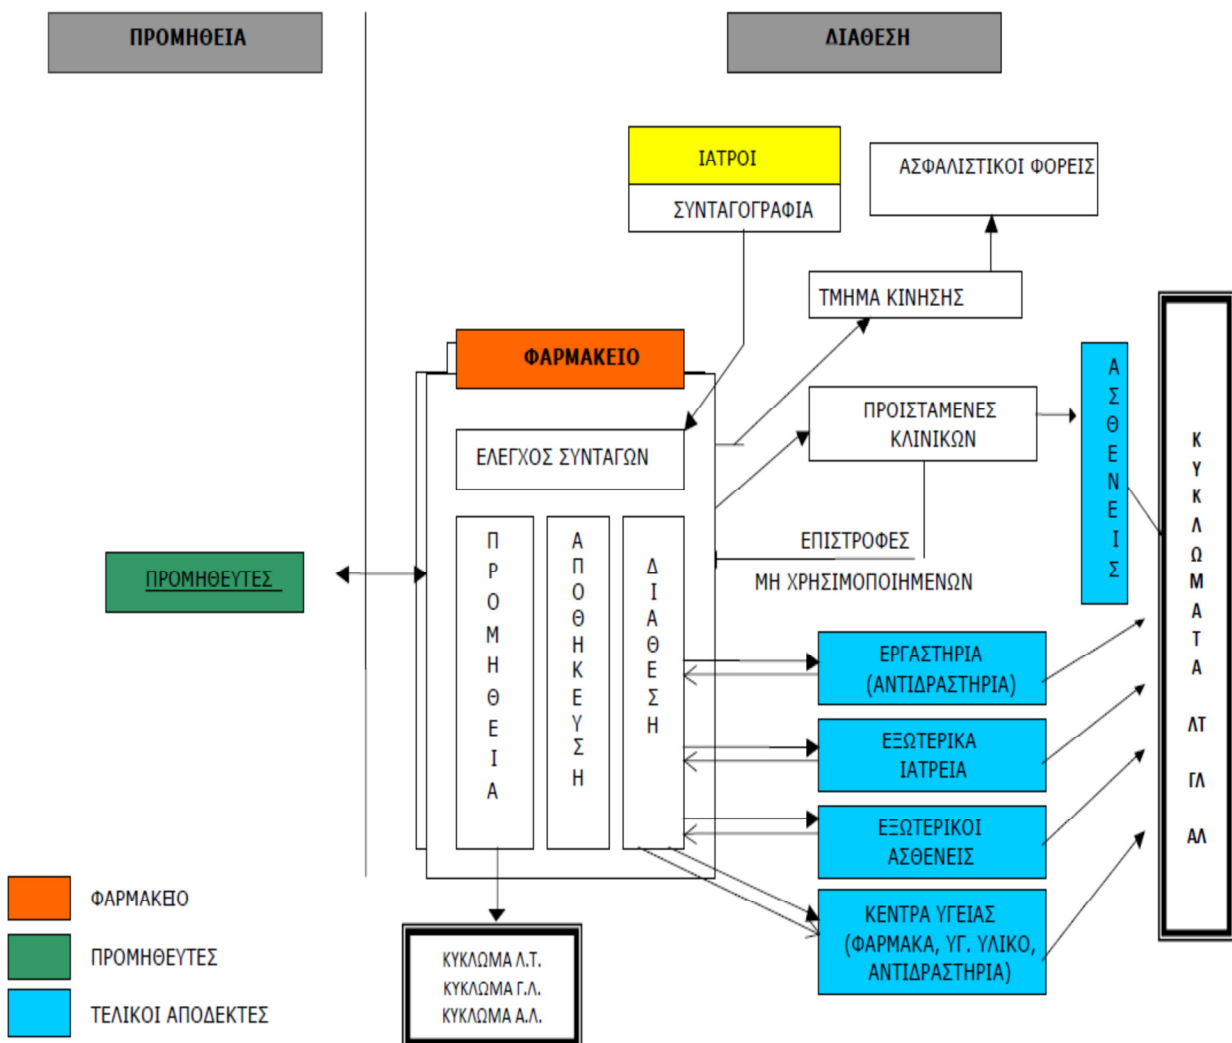 ΠΡΟΜΗΘΕΙΑ
ΔΙΑΘΕΣΗ
ΙΑΤΡΟΙ
ΣΥΝΤΑΓΟΓΡΑΦΙΑ
ΑΣΦΑΛΙΣΤΙΚΟΙ ΦΟΡΕΙΣ
ΤΜΗΜΑ ΚΙΝΗΣΗΣ
ΦΑΡΜΑΚΕΙΟ
ΕΛΕΓΧΟΣ ΣΥΝΤΑΓΩΝ
ΠΡΟΜΗΘΕΙΑ
ΑΠΟΘΗΚΕΥΣΗ
ΔΙΑΘΕΣΗ
ΠΡΟΙΣΤΑΜΕΝΕΣ
ΚΛΙΝΙΚΩΝ
ΑΣΘΕΝΕΙΣ
ΕΠΙΣΤΡΟΦΕΣ
ΜΗ ΧΡΗΣΙΜΟΠΟΙΗΜΕΝΩΝ
ΠΡΟΜΗΘΕΥΤΕΣ
ΕΡΓΑΣΤΗΡΙΑ
(ΑΝΤΙΔΡΑΣΤΗΡΙΑ)
ΕΞΩΤΕΡΙΚΑ
ΙΑΤΡΕΙΑ
ΕΞΩΤΕΡΙΚΟΙ
ΑΣΘΕΝΕΙΣ
ΚΕΝΤΡΑ ΥΓΕΙΑΣ
(ΦΑΡΜΑΚΑ, ΥΓ. ΥΛΙΚΟ,
ΑΝΤΙΔΡΑΣΤΗΡΙΑ)
ΚΥΚΛΩΜΑΤΑ
ΛΤ
ΓΛ
ΑΛ
ΚΥΚΛΩΜΑ Λ.Τ.
ΚΥΚΛΩΜΑ Γ.Λ.
ΚΥΚΛΩΜΑ Α.Λ.
ΦΑΡΜΑΚΕΙΟ
ΠΡΟΜΗΘΕΥΤΕΣ
ΤΕΛΙΚΟΙ ΑΠΟΔΕΚΤΕΣ